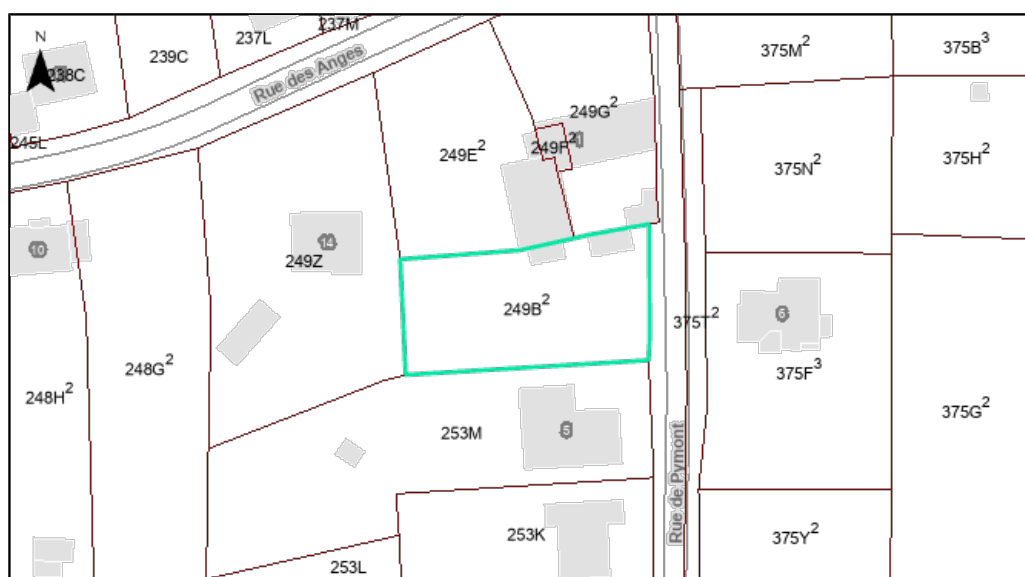 237M
237L
N
239C
238C
375M²
375B³
Rue des Anges
249G²
249F²
245L
249E²
375N²
375H²
10
14
249Z
249B²
375T²
6
248G²
375F³
248H²
375G²
253M
5
Rue de Pymont
253K
375Y²
253L